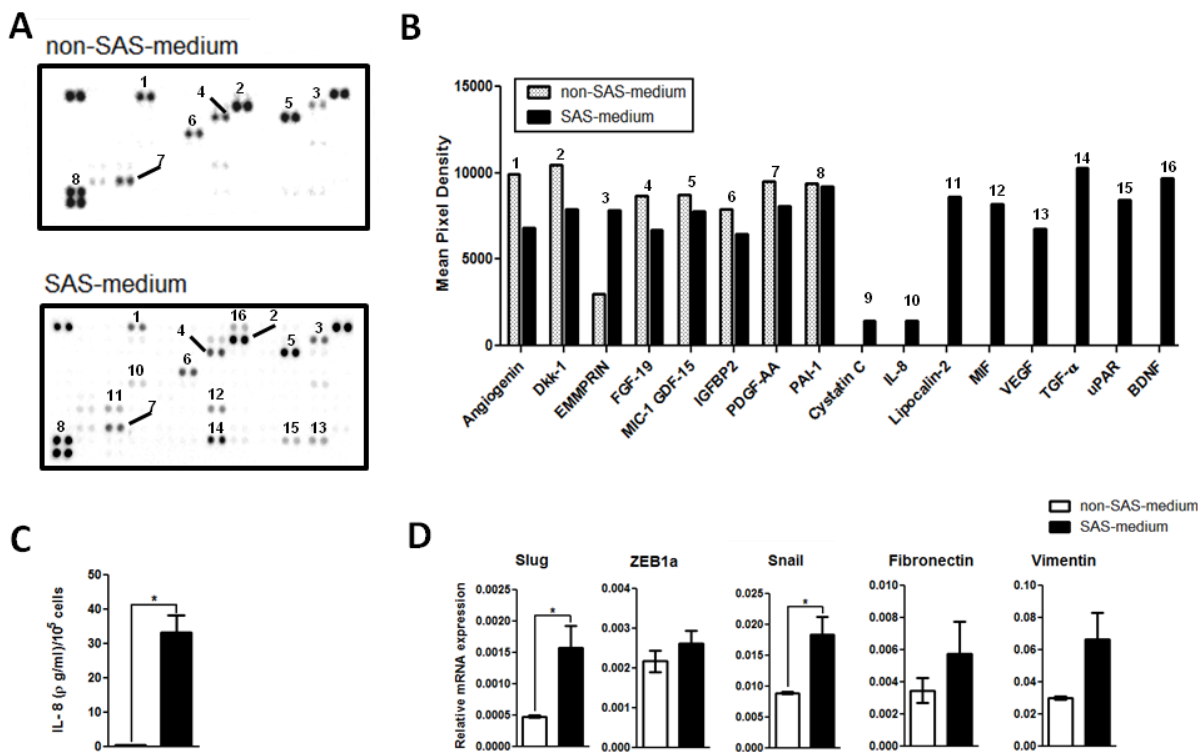 A
non-SAS-medium
1
4
2
5
3
6
7
8
SAS-medium
1
16
2
4
3
5
6
10
11
7
12
8
14
15
13
B
non-SAS-medium
SAS-medium
Mean Pixel Density
15000
10000
5000
0
1
2
3
4
5
6
7
8
9
10
11
12
13
14
15
16
Angiogenin
Dkk-1
EMMPRIN
FGF-19
MIC-1 GDF-15
IGFBP2
PDGF-AA
PAI-1
Cystatin C
IL-8
Lipocalin-2
MIF
VEGF
TGF-α
uPAR
BDNF
C
IL- 8 (ρ g/ml)/10⁵ cells
50
40
30
20
10
0
*
D
non-SAS-medium
SAS-medium
Relative mRNA expression
Slug
0.0020
0.0015
0.0010
0.0005
0.0000
*
ZEB1a
0.004
0.003
0.002
0.001
0.000
Snail
0.025
0.020
0.015
0.010
0.005
0.000
*
Fibronectin
0.010
0.008
0.006
0.004
0.002
0.000
Vimentin
0.10
0.08
0.06
0.04
0.02
0.00